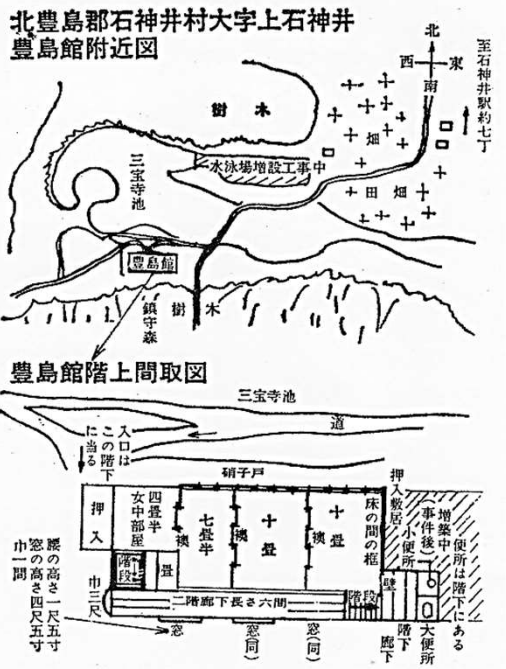 北豊島郡石神井村大字上石神井
豊島館附近図
北
西 東
南
至石神井駅約七丁
樹木
畑
水泳場増設工事中
三宝寺池
田 畑
豊島館
鎮守森
樹 木
豊島館階上間取図
三宝寺池
道
入口は
この階下
に当る
硝子戸
押入敷居
増築中
(事件後)
便所は階下にある
小便所
大便所
押入
四畳半
女中部屋
襖
七畳半
襖
十畳
襖
十畳
床の間の框
階段
畳
壁
廊下
階下
巾三尺
二階廊下長さ六間
階段
腰の高さ一尺五寸
窓の高さ四尺五寸
巾一間
窓
窓(同)
窓(同)